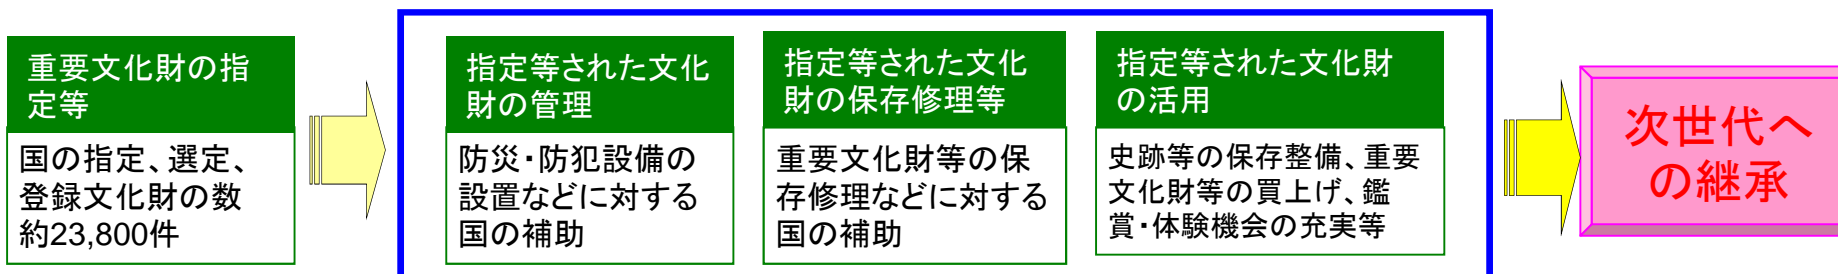 重要文化財の指
定等
国の指定、選定、
登録文化財の数
約23,800件
指定等された文化
財の管理
防災・防犯設備の
設置などに対する
国の補助
指定等された文化
財の保存修理等
重要文化財等の保
存修理などに対する
国の補助
指定等された文化財
の活用
史跡等の保存整備、重要
文化財等の買上げ、鑑
賞・体験機会の充実等
次世代へ
の継承